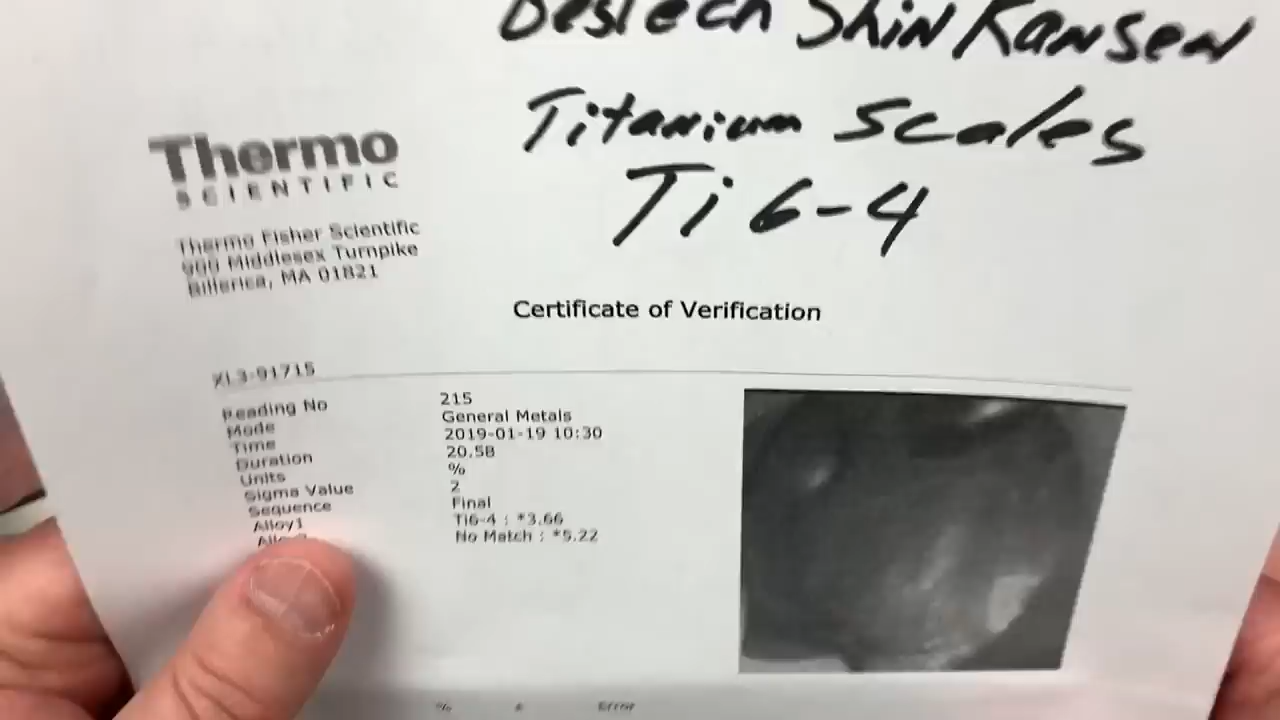 Bestech ShinKansen
Titanium Scales
Ti 6-4
Thermo
SCIENTIFIC
Thermo Fisher Scientific
900 Middlesex Turnpike
Billerica, MA 01821
Certificate of Verification
XL3-91715
Reading No 215
Mode General Metals
Time 2019-01-19 10:30
Duration 20.58
Units %
Sigma Value 2
Sequence Final
Alloy1 Ti6-4 : *3.66
No Match : *5.22
% ± Error